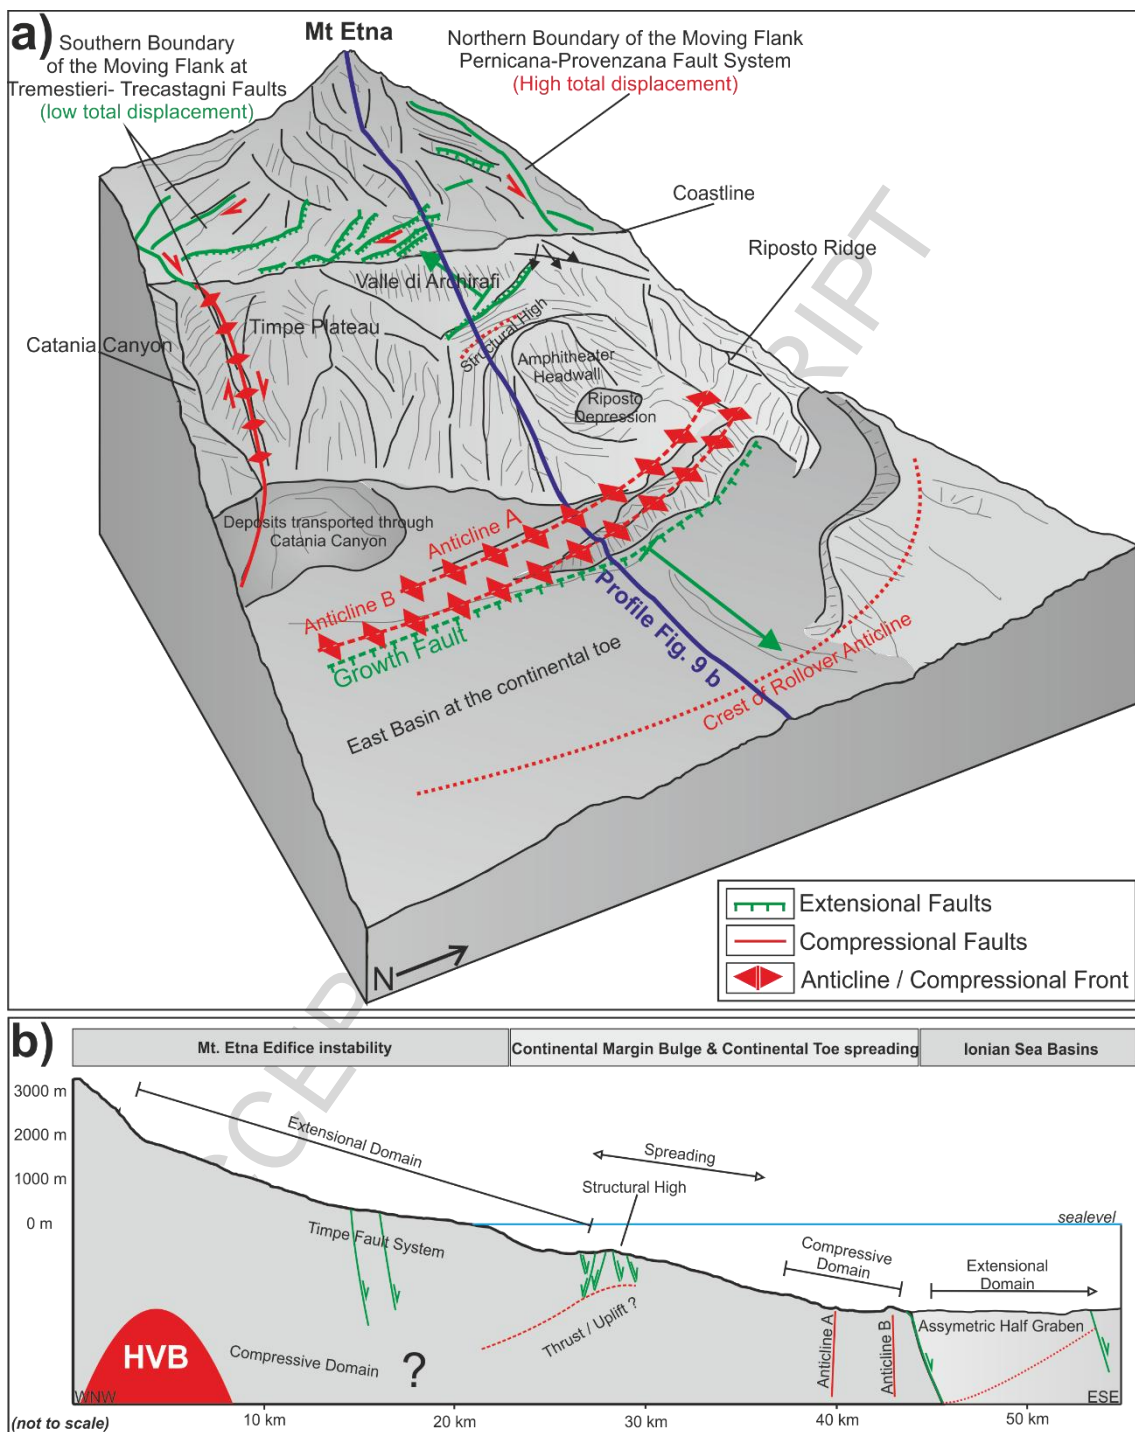 a)
Southern Boundary
of the Moving Flank at
Tremestieri- Trecastagni Faults
(low total displacement)
Mt Etna
Northern Boundary of the Moving Flank
Pernicana-Provenzana Fault System
(High total displacement)
Coastline
Riposto Ridge
Valle di Archirafi
Timpe Plateau
Catania Canyon
Structural High
Amphitheater
Headwall
Riposto
Depression
Deposits transported through
Catania Canyon
Anticline A
Anticline B
Growth Fault
Profile Fig. 9 b
East Basin at the continental toe
Crest of Rollover Anticline
N
Extensional Faults
Compressional Faults
Anticline / Compressional Front
CCEPT
CRIPT
b)
Mt. Etna Edifice instability
Continental Margin Bulge & Continental Toe spreading
Ionian Sea Basins
3000 m
2000 m
1000 m
0 m
Extensional Domain
Spreading
Structural High
sealevel
Timpe Fault System
Compressive
Domain
Extensional
Domain
Thrust / Uplift ?
Anticline A
Anticline B
Assymetric Half Graben
HVB
Compressive Domain ?
WNW
ESE
(not to scale)
10 km
20 km
30 km
40 km
50 km